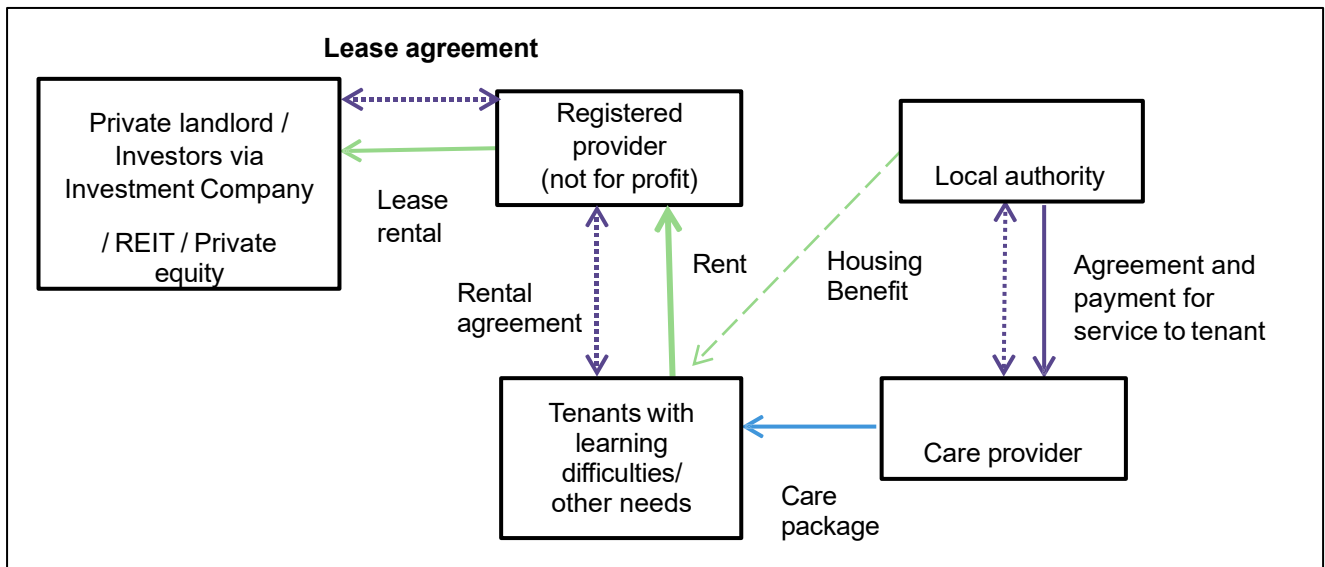 Lease agreement
Private landlord /
Investors via
Investment Company
/ REIT / Private
equity
Registered
provider
(not for profit)
Local authority
Lease
rental
Rental
agreement
Rent
Housing
Benefit
Agreement and
payment for
service to tenant
Tenants with
learning
difficulties/
other needs
Care provider
Care
package